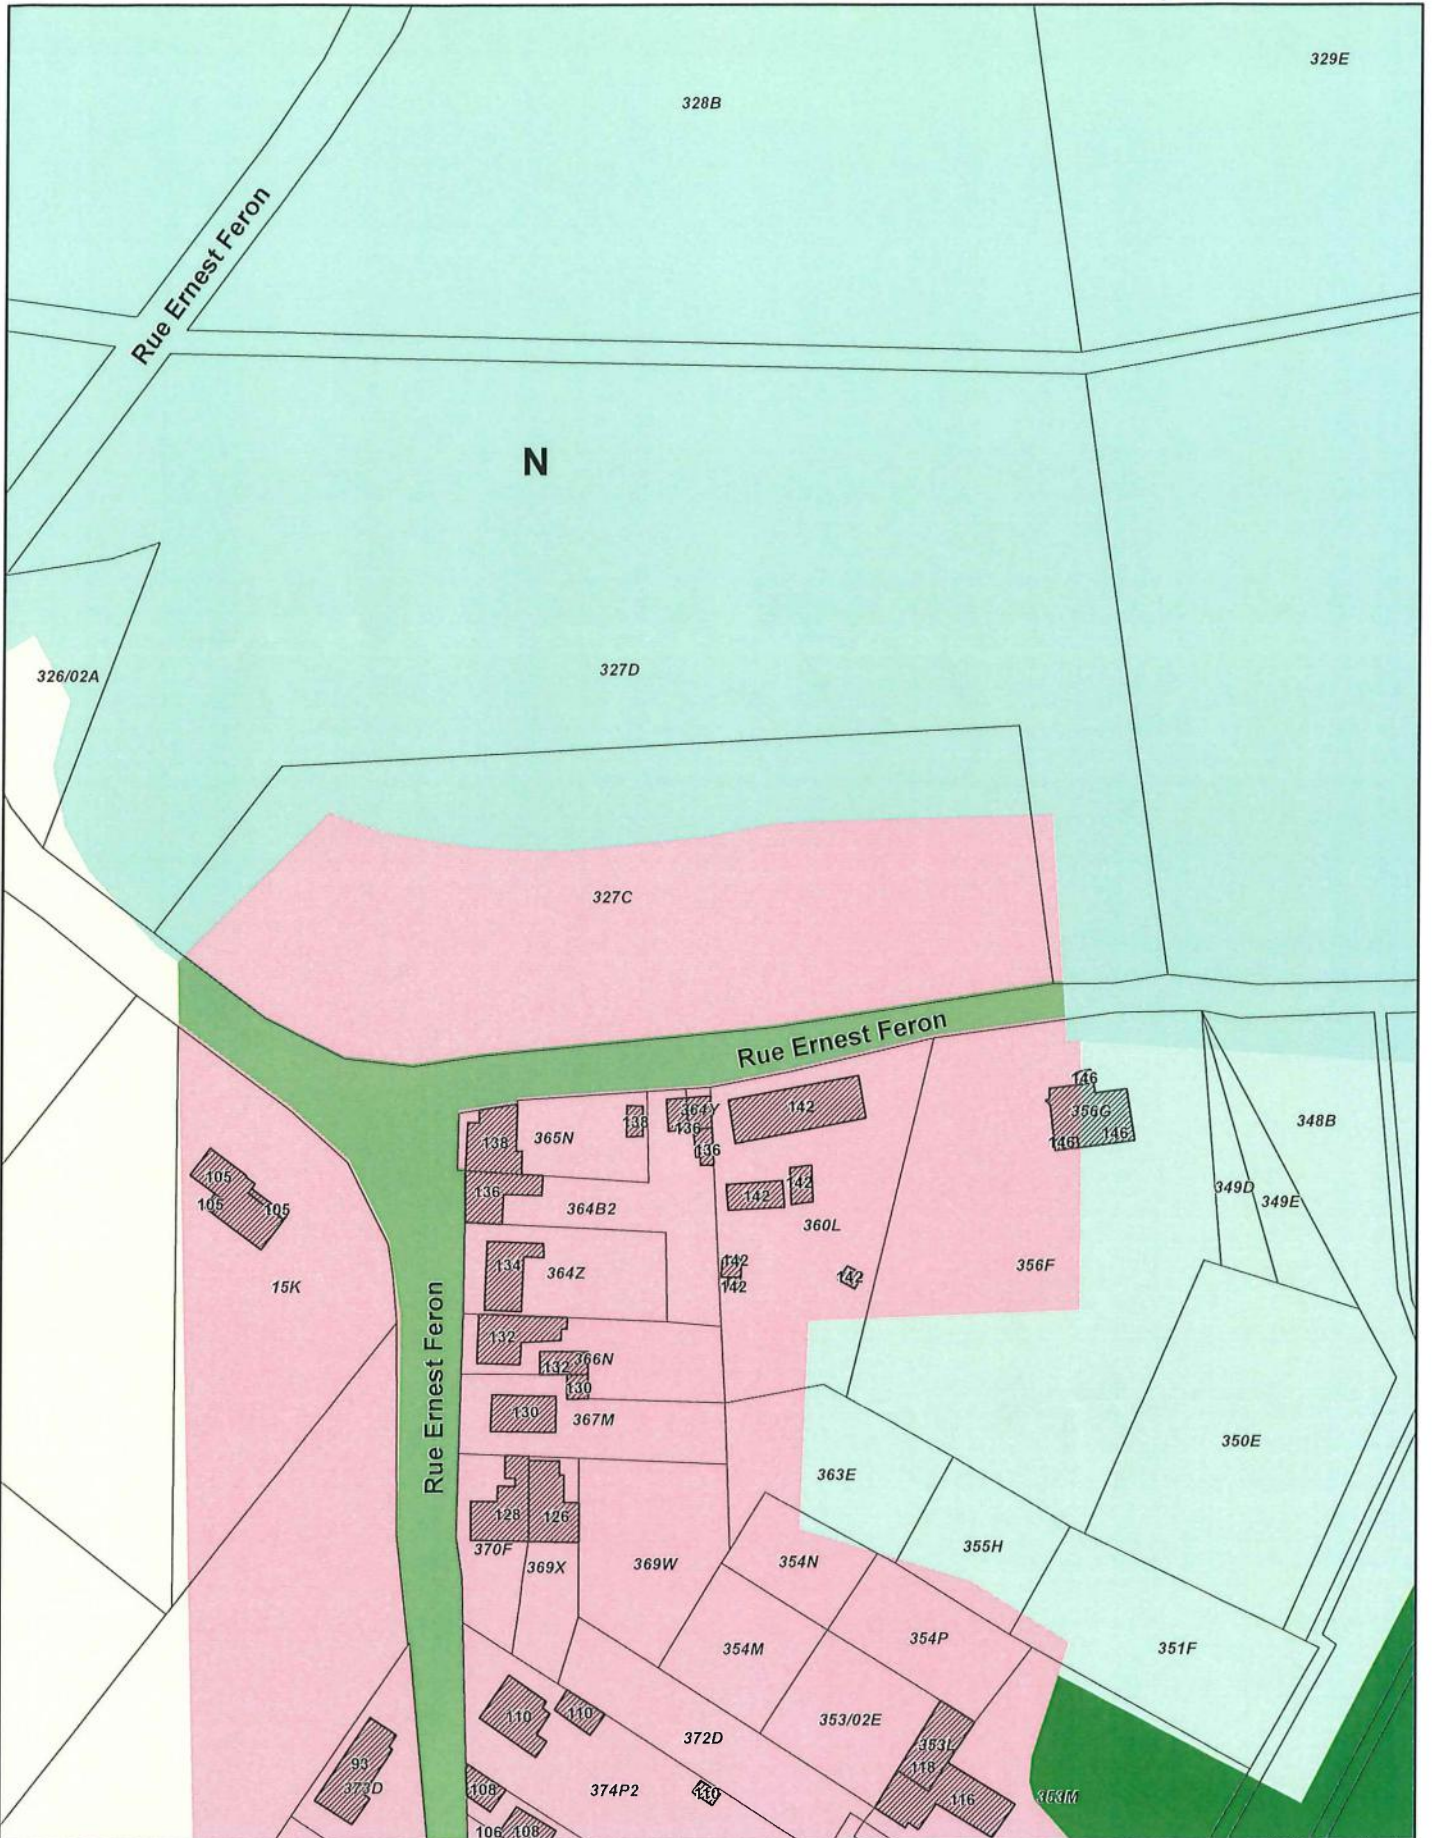 329E
328B
Rue Ernest Feron
N
326/02A
327D
327C
Rue Ernest Feron
146
142
364Y
138
138
365N
136
356G
348B
146
146
136
105
105
105
136
364B2
142
142
349D
349E
360L
134
364Z
142
142
142
356F
15K
Rue Ernest Feron
132
132
366N
130
130
367M
350E
363E
128
126
370F
369X
369W
354N
355H
354M
354P
351F
110
110
353/02E
372D
353L
93
373D
118
108
374P2
110
116
353M
106
108